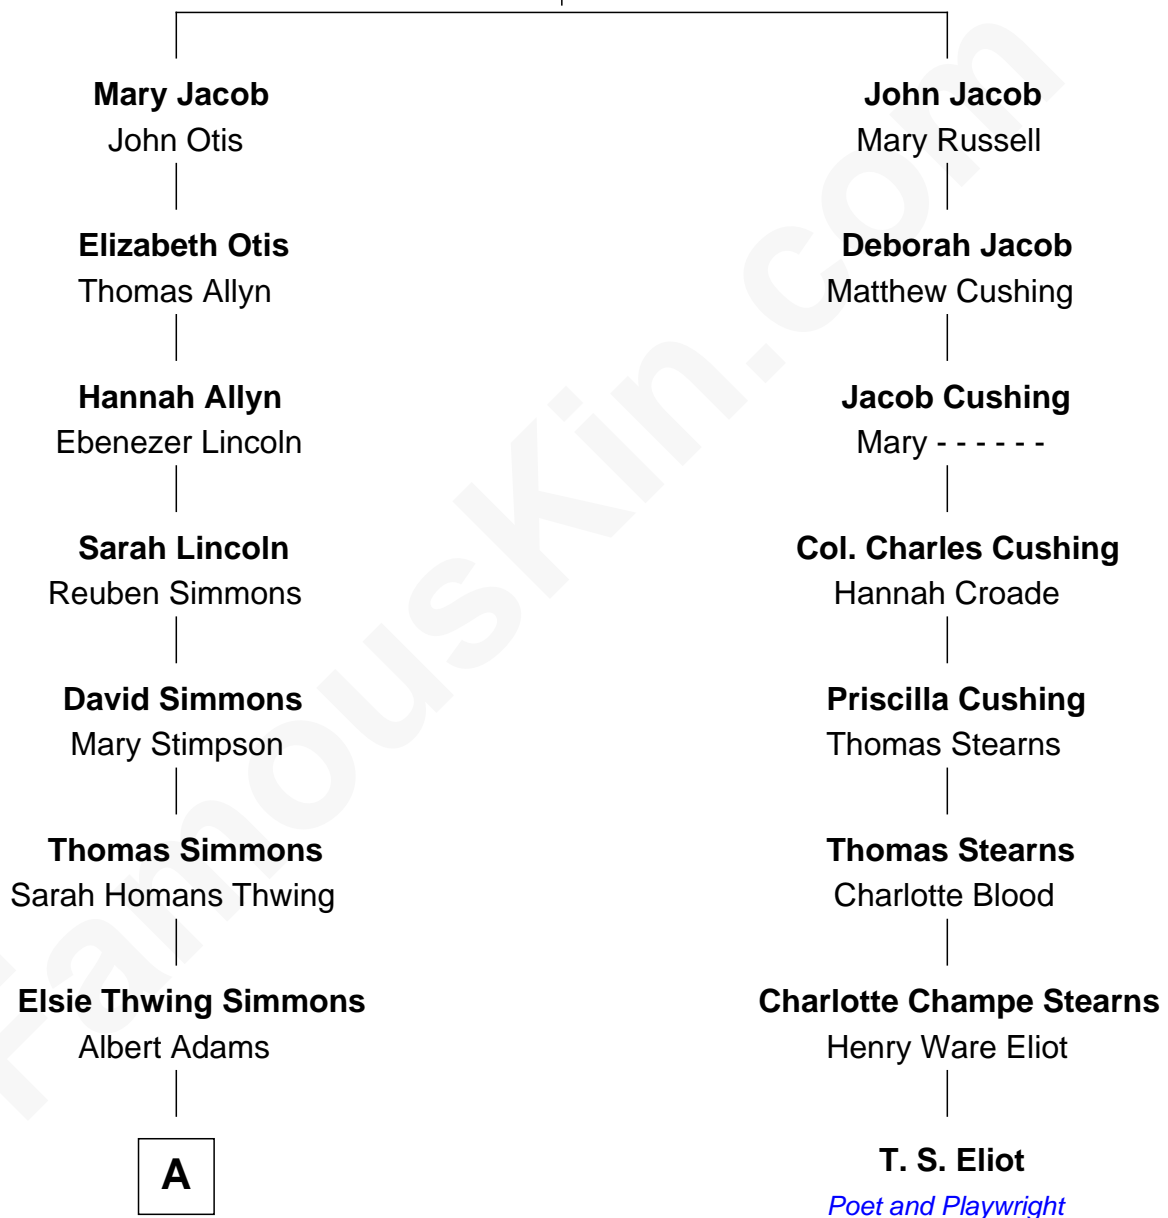 Mary Jacob
John Otis
John Jacob
Mary Russell
Elizabeth Otis
Thomas Allyn
Deborah Jacob
Matthew Cushing
Hannah Allyn
Ebenezer Lincoln
Jacob Cushing
Mary - - - - - -
Sarah Lincoln
Reuben Simmons
Col. Charles Cushing
Hannah Croade
David Simmons
Mary Stimpson
Priscilla Cushing
Thomas Stearns
Thomas Simmons
Sarah Homans Thwing
Thomas Stearns
Charlotte Blood
Elsie Thwing Simmons
Albert Adams
Charlotte Champe Stearns
Henry Ware Eliot
A
T. S. Eliot
Poet and Playwright
FamousKin.com